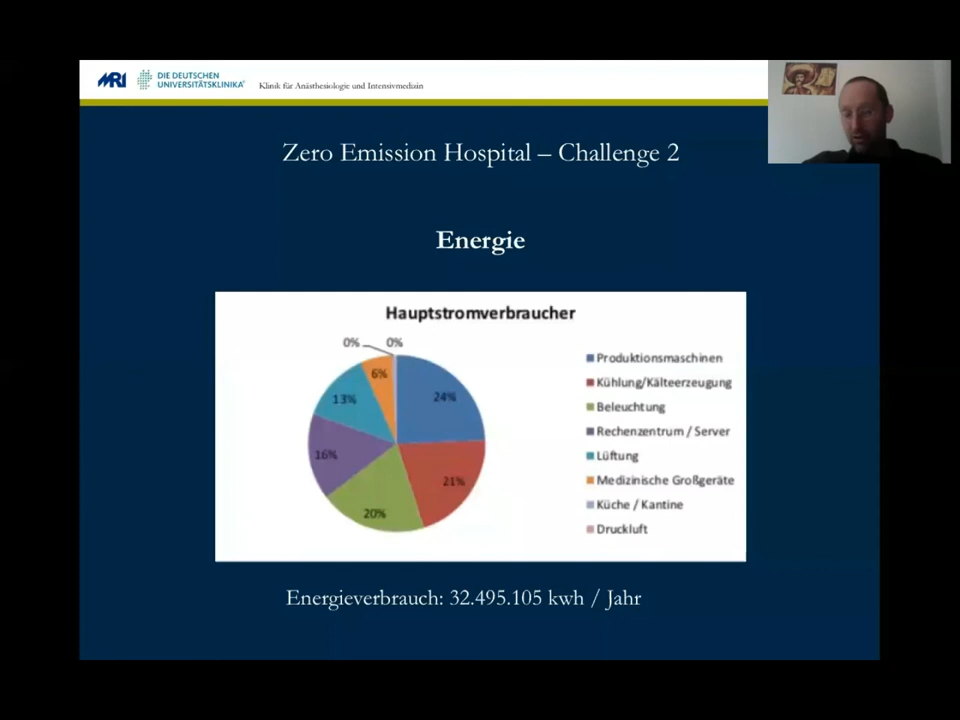 MRI
DIE DEUTSCHEN
UNIVERSITÄTSKLINIKA®
Klinik für Anästhesiologie und Intensivmedizin
Zero Emission Hospital – Challenge 2
Energie
Hauptstromverbraucher
0%
0%
6%
24%
13%
16%
21%
20%
Produktionsmaschinen
Kühlung/Kälteerzeugung
Beleuchtung
Rechenzentrum / Server
Lüftung
Medizinische Großgeräte
Küche / Kantine
Druckluft
Energieverbrauch: 32.495.105 kwh / Jahr